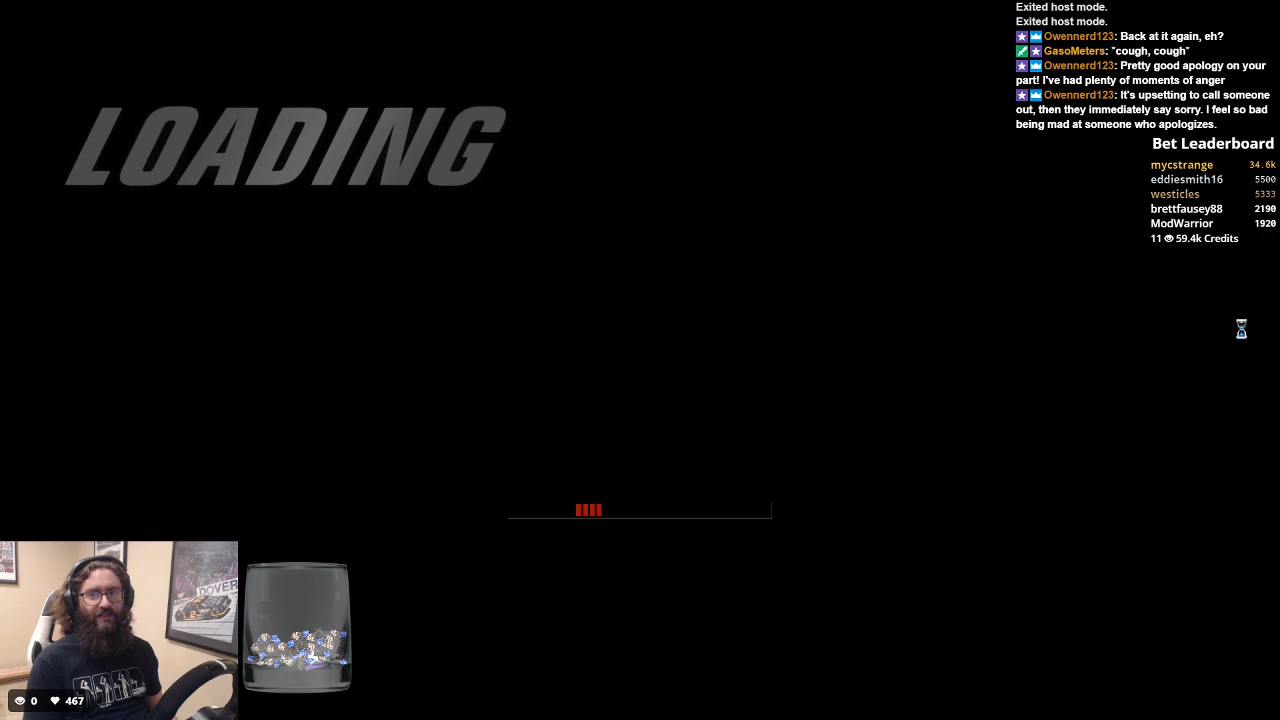 Exited host mode.
Exited host mode.
Owennerd123: Back at it again, eh?
GasoMeters: *cough, cough*
Owennerd123: Pretty good apology on your
part! I've had plenty of moments of anger
Owennerd123: It's upsetting to call someone
out, then they immediately say sorry. I feel so bad
being mad at someone who apologizes.
LOADING
Bet Leaderboard
mycstrange 34.6k
eddiesmith16 5500
westicles 5333
brettfausey88 2190
ModWarrior 1920
11 59.4k Credits
DOVER
2
0 467